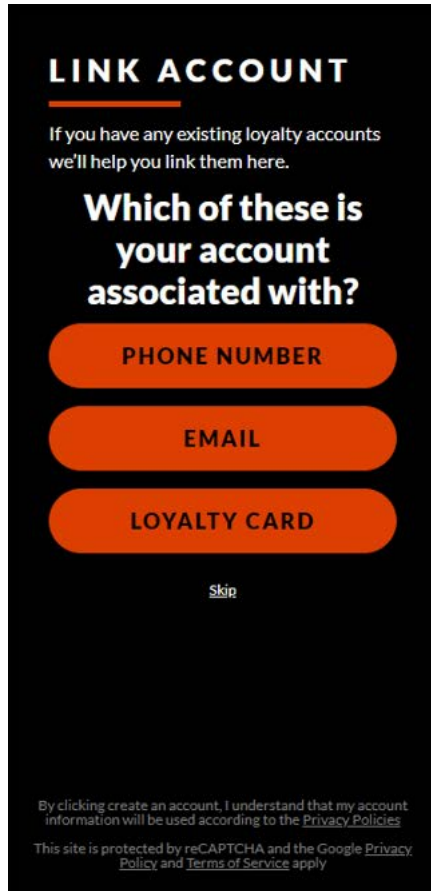 LINK ACCOUNT
If you have any existing loyalty accounts
we'll help you link them here.
Which of these is
your account
associated with?
PHONE NUMBER
EMAIL
LOYALTY CARD
Skip
By clicking create an account, I understand that my account
information will be used according to the Privacy Policies
This site is protected by reCAPTCHA and the Google Privacy
Policy and Terms of Service apply